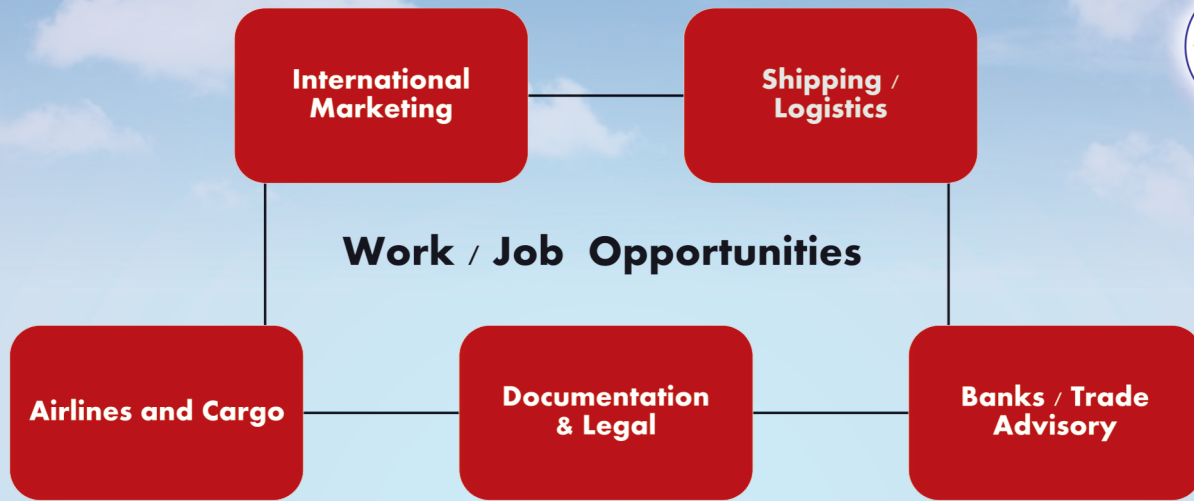 International
Marketing
Shipping /
Logistics
Work / Job Opportunities
Airlines and Cargo
Documentation
& Legal
Banks / Trade
Advisory